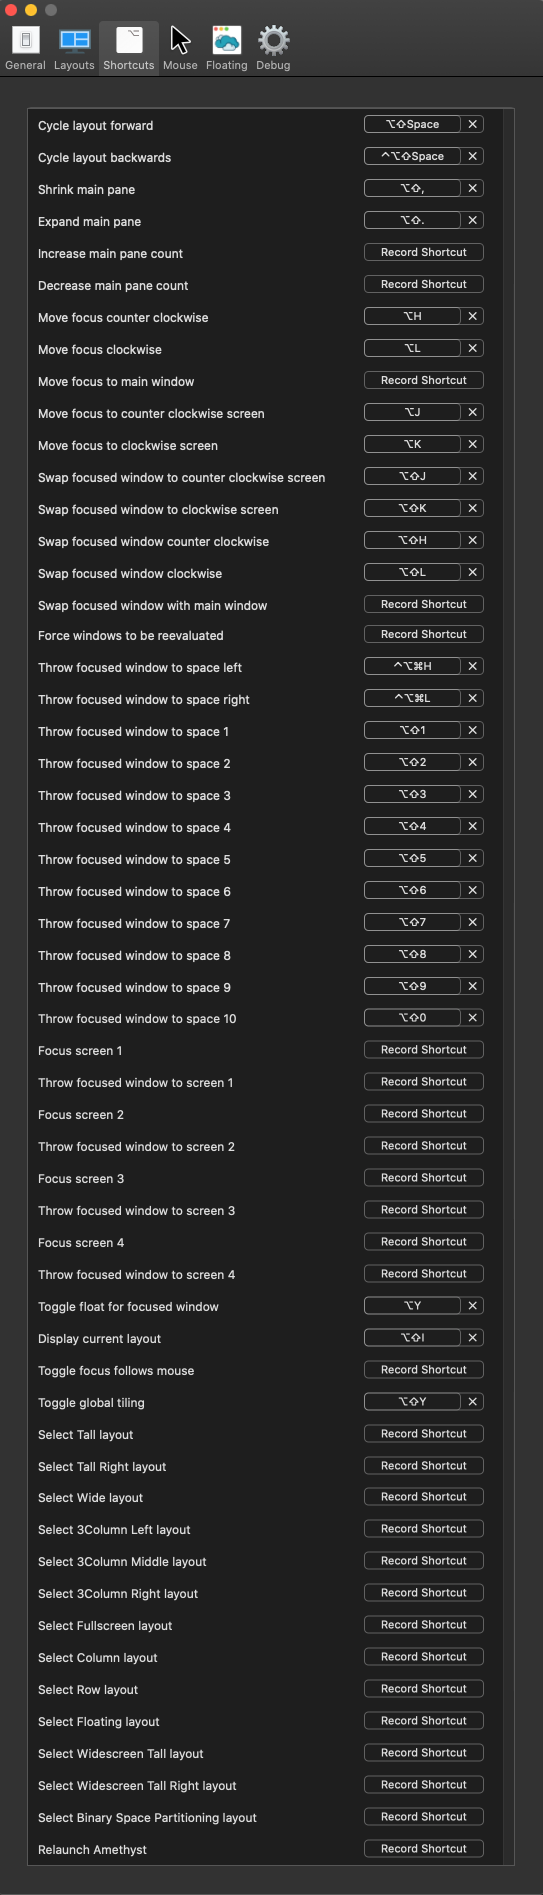 General Layouts Shortcuts Mouse Floating Debug
Cycle layout forward ⌥⇧Space ✕
Cycle layout backwards ^⌥⇧Space ✕
Shrink main pane ⌥⇧, ✕
Expand main pane ⌥⇧. ✕
Increase main pane count Record Shortcut
Decrease main pane count Record Shortcut
Move focus counter clockwise ⌥H ✕
Move focus clockwise ⌥L ✕
Move focus to main window Record Shortcut
Move focus to counter clockwise screen ⌥J ✕
Move focus to clockwise screen ⌥K ✕
Swap focused window to counter clockwise screen ⌥⇧J ✕
Swap focused window to clockwise screen ⌥⇧K ✕
Swap focused window counter clockwise ⌥⇧H ✕
Swap focused window clockwise ⌥⇧L ✕
Swap focused window with main window Record Shortcut
Force windows to be reevaluated Record Shortcut
Throw focused window to space left ^⌥⌘H ✕
Throw focused window to space right ^⌥⌘L ✕
Throw focused window to space 1 ⌥⇧1 ✕
Throw focused window to space 2 ⌥⇧2 ✕
Throw focused window to space 3 ⌥⇧3 ✕
Throw focused window to space 4 ⌥⇧4 ✕
Throw focused window to space 5 ⌥⇧5 ✕
Throw focused window to space 6 ⌥⇧6 ✕
Throw focused window to space 7 ⌥⇧7 ✕
Throw focused window to space 8 ⌥⇧8 ✕
Throw focused window to space 9 ⌥⇧9 ✕
Throw focused window to space 10 ⌥⇧0 ✕
Focus screen 1 Record Shortcut
Throw focused window to screen 1 Record Shortcut
Focus screen 2 Record Shortcut
Throw focused window to screen 2 Record Shortcut
Focus screen 3 Record Shortcut
Throw focused window to screen 3 Record Shortcut
Focus screen 4 Record Shortcut
Throw focused window to screen 4 Record Shortcut
Toggle float for focused window ⌥Y ✕
Display current layout ⌥⇧I ✕
Toggle focus follows mouse Record Shortcut
Toggle global tiling ⌥⇧Y ✕
Select Tall layout Record Shortcut
Select Tall Right layout Record Shortcut
Select Wide layout Record Shortcut
Select 3Column Left layout Record Shortcut
Select 3Column Middle layout Record Shortcut
Select 3Column Right layout Record Shortcut
Select Fullscreen layout Record Shortcut
Select Column layout Record Shortcut
Select Row layout Record Shortcut
Select Floating layout Record Shortcut
Select Widescreen Tall layout Record Shortcut
Select Widescreen Tall Right layout Record Shortcut
Select Binary Space Partitioning layout Record Shortcut
Relaunch Amethyst Record Shortcut